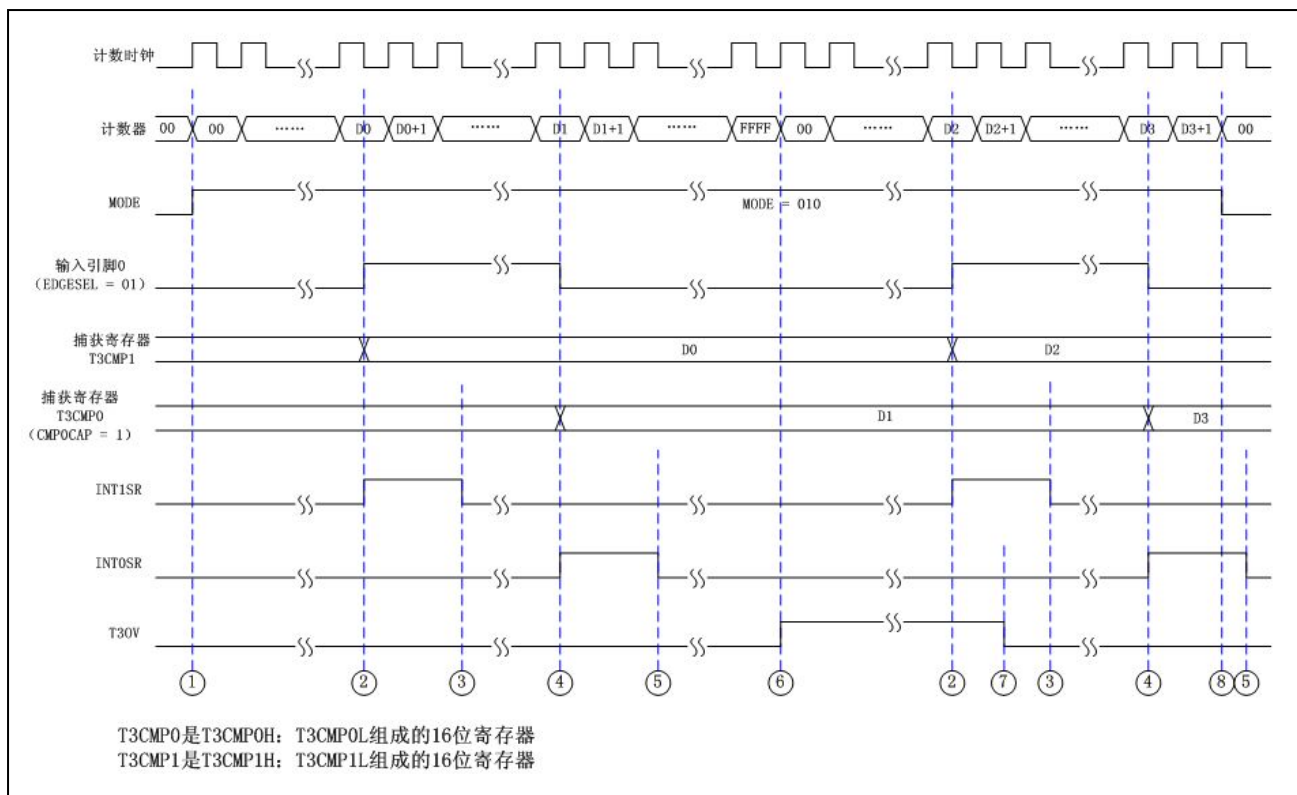 计数时钟
计数器 00 00 …… D0 D0+1 …… D1 D1+1 …… FFFF 00 …… D2 D2+1 …… D3 D3+1 00
MODE MODE = 010
输入引脚0
(EDGESEL = 01)
捕获寄存器
T3CMP1 D0 D2
捕获寄存器
T3CMP0 D1 D3
(CMP0CAP = 1)
INT1SR
INT0SR
T3OV
① ② ③ ④ ⑤ ⑥ ② ⑦ ③ ④ ⑧ ⑤
T3CMP0是T3CMP0H：T3CMP0L组成的16位寄存器
T3CMP1是T3CMP1H：T3CMP1L组成的16位寄存器